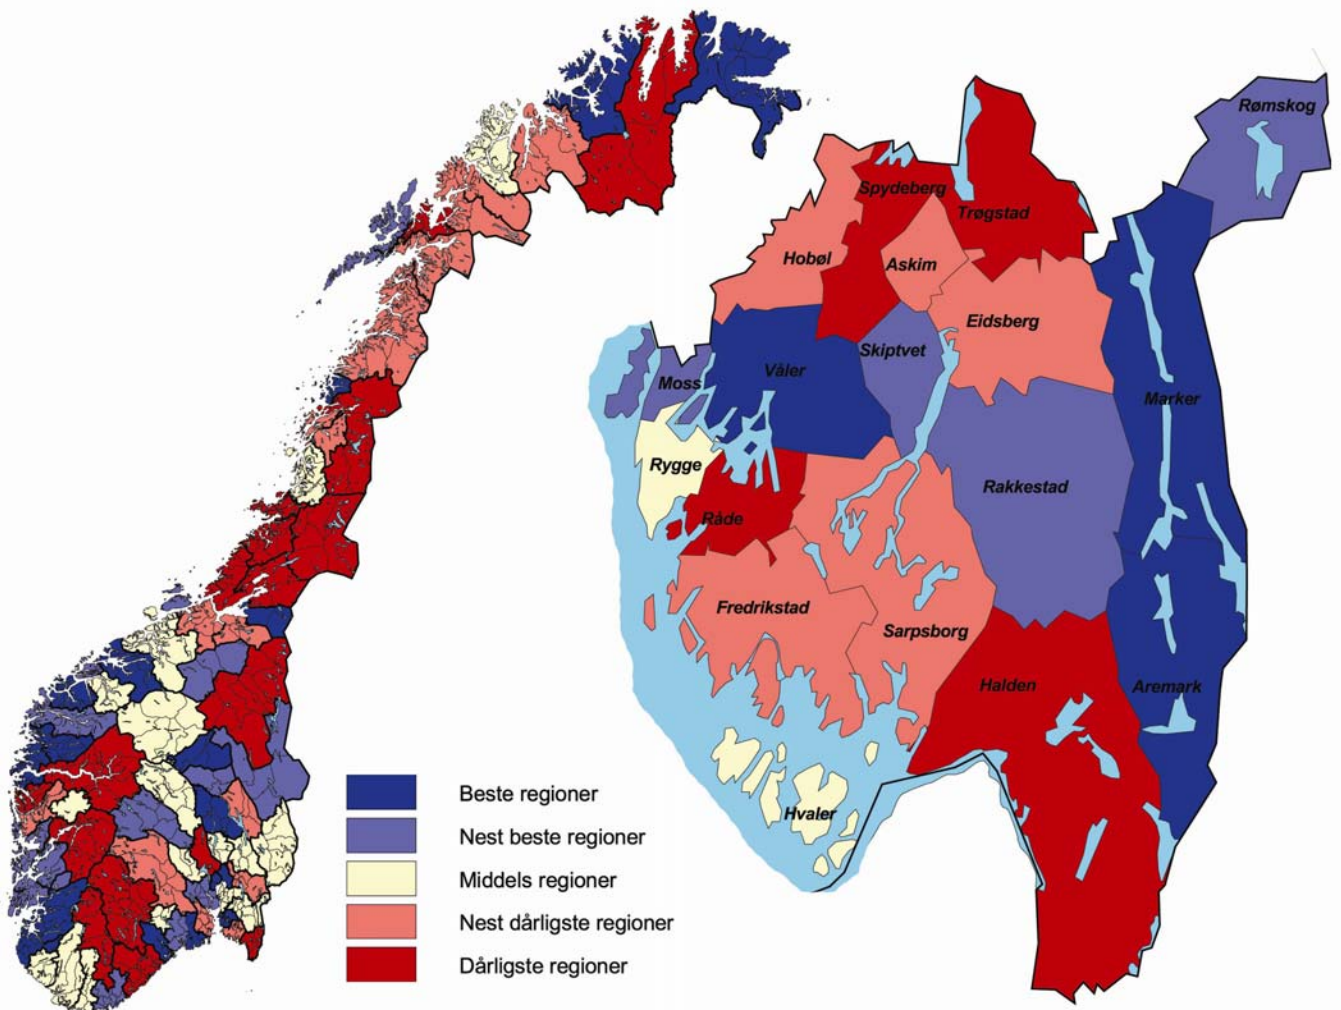 Rømskog
Spydeberg
Trøgstad
Hobøl
Askim
Eidsberg
Skiptvet
Våler
Moss
Marker
Rygge
Rakkestad
Råde
Fredrikstad
Sarpsborg
Halden
Aremark
Hvaler
Beste regioner
Nest beste regioner
Middels regioner
Nest dårligste regioner
Dårligste regioner